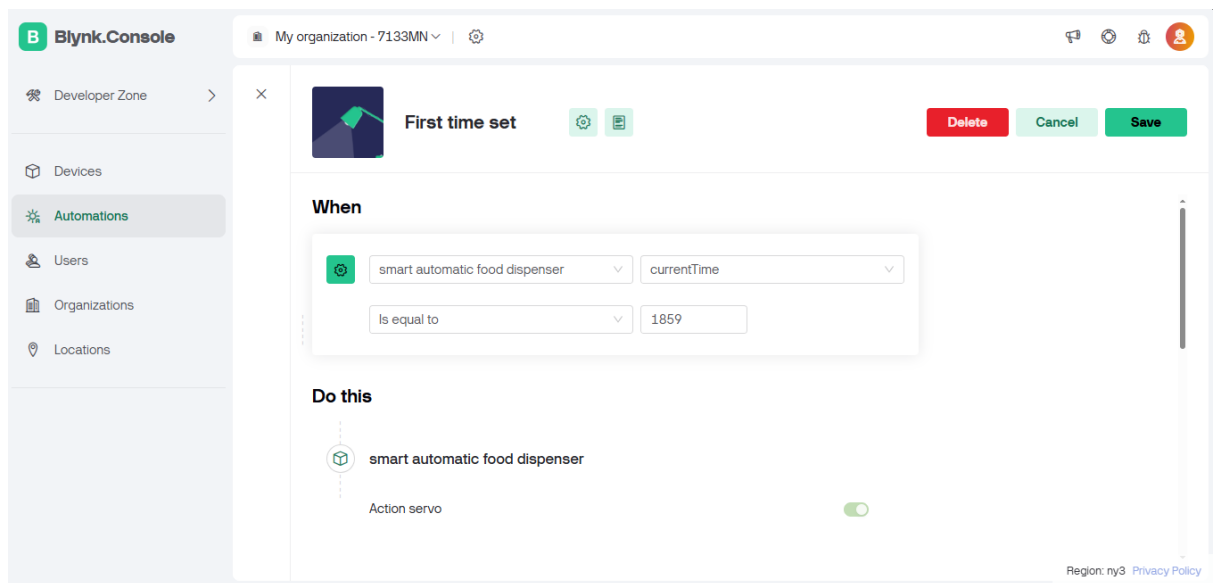 B Blynk.Console
My organization - 7133MN
Developer Zone
Devices
Automations
Users
Organizations
Locations
First time set
Delete
Cancel
Save
When
smart automatic food dispenser
currentTime
Is equal to
1859
Do this
smart automatic food dispenser
Action servo
Region: ny3 Privacy Policy